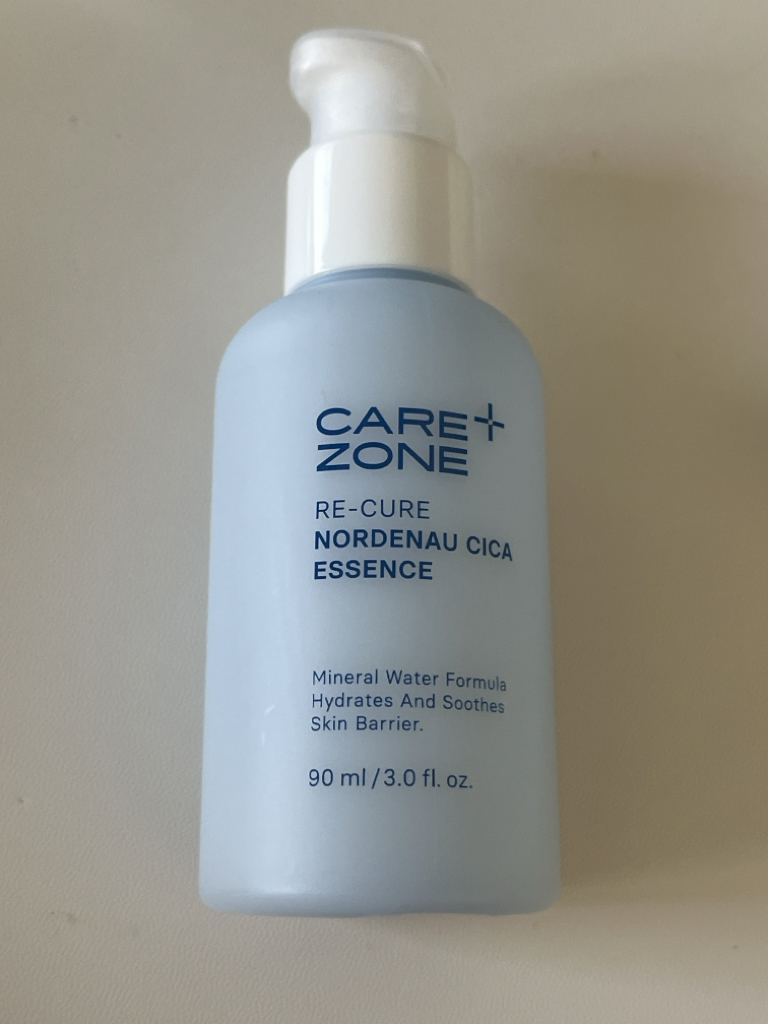 CARE+
ZONE
RE-CURE
NORDENAU CICA
ESSENCE
Mineral Water Formula
Hydrates And Soothes
Skin Barrier.
90 ml / 3.0 fl. oz.